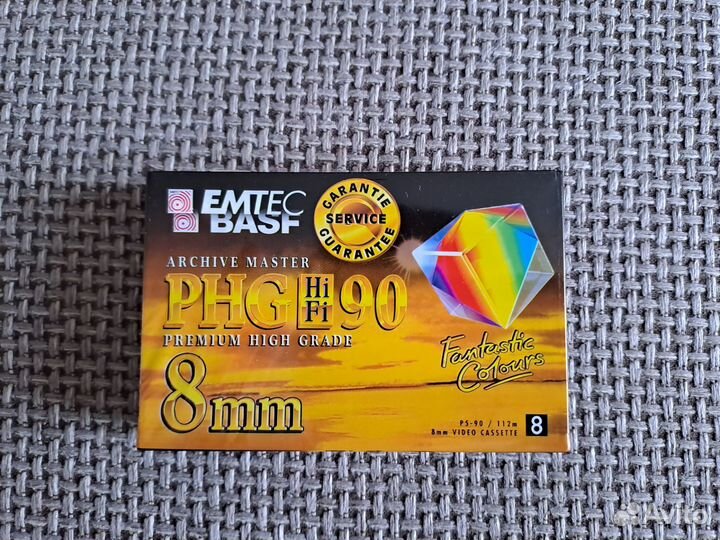 EMTEC
BASF
GARANTIE
SERVICE
GUARANTEE
ARCHIVE MASTER
PHG Hi Fi 90
PREMIUM HIGH GRADE
8mm
Fantastic
Colours
P5-90 / 112m
8mm VIDEO CASSETTE 8
Avito